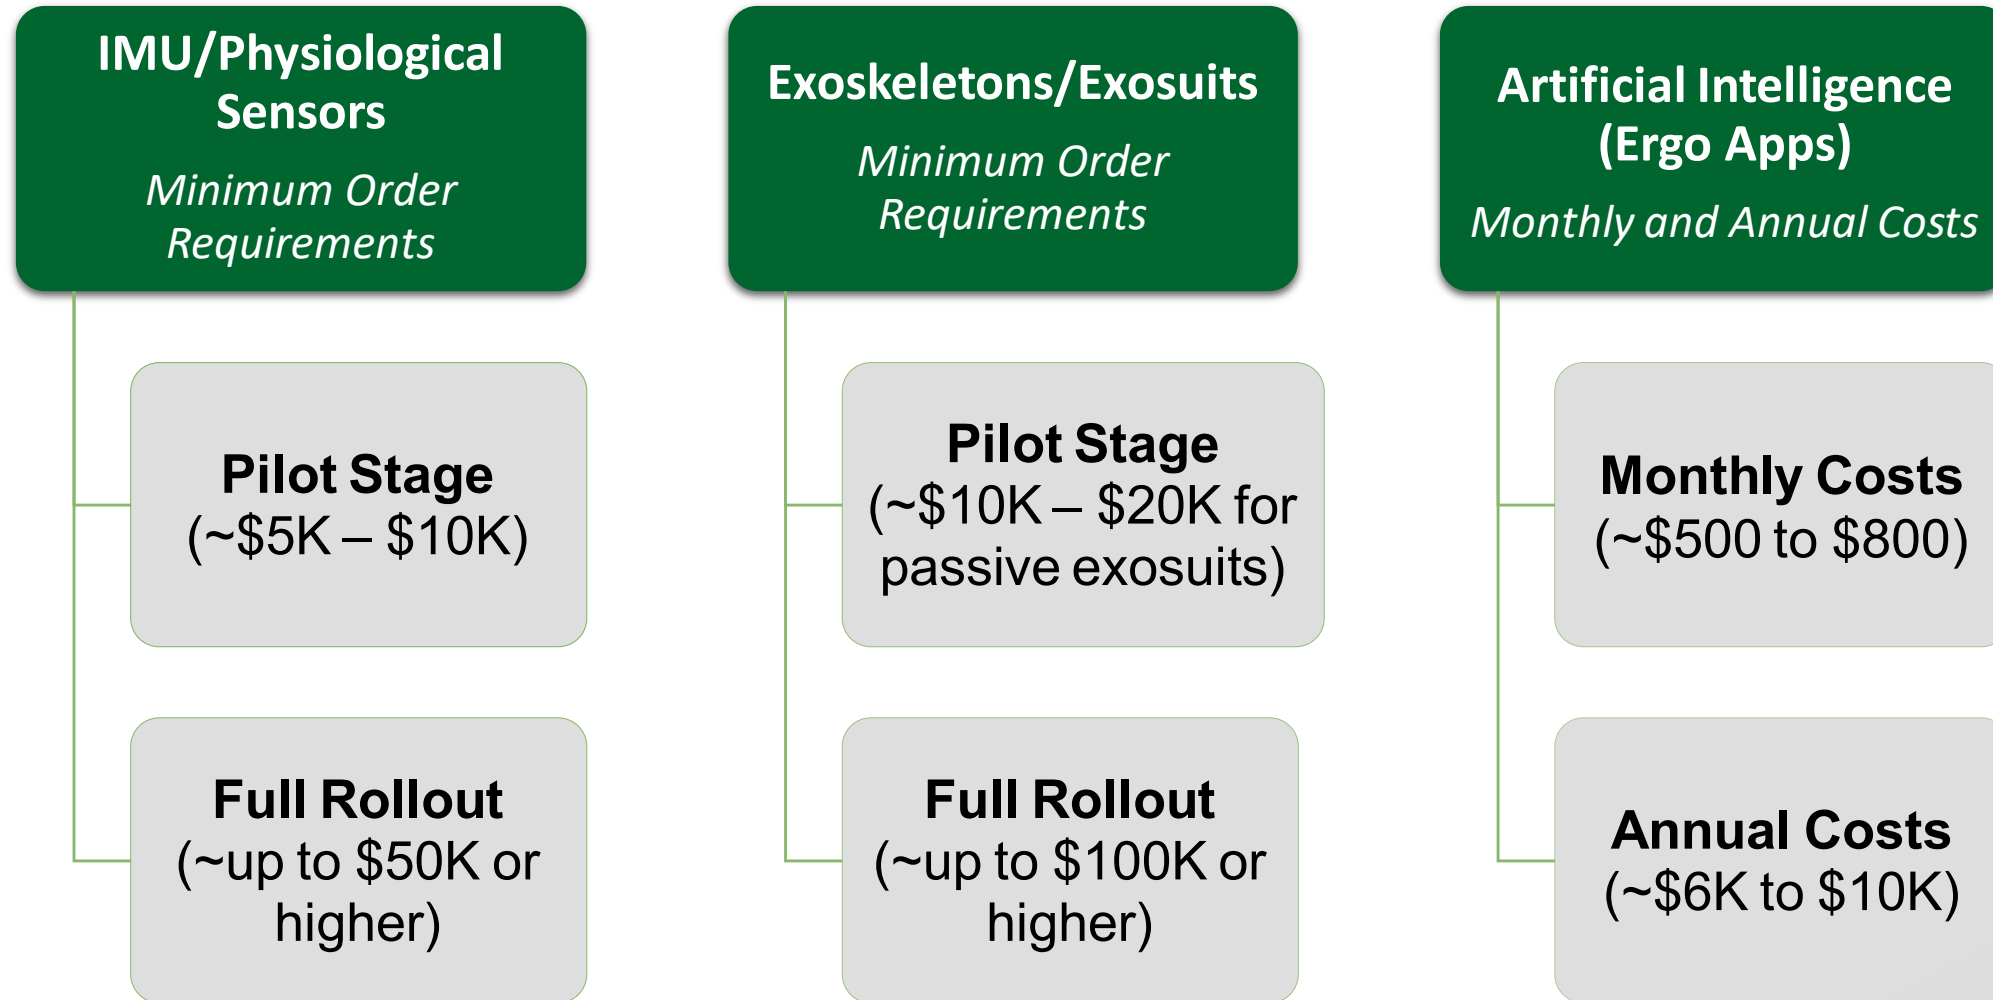 IMU/Physiological
Sensors
Minimum Order
Requirements
Pilot Stage
(~$5K – $10K)
Full Rollout
(~up to $50K or
higher)
Exoskeletons/Exosuits
Minimum Order
Requirements
Pilot Stage
(~$10K – $20K for
passive exosuits)
Full Rollout
(~up to $100K or
higher)
Artificial Intelligence
(Ergo Apps)
Monthly and Annual Costs
Monthly Costs
(~$500 to $800)
Annual Costs
(~$6K to $10K)